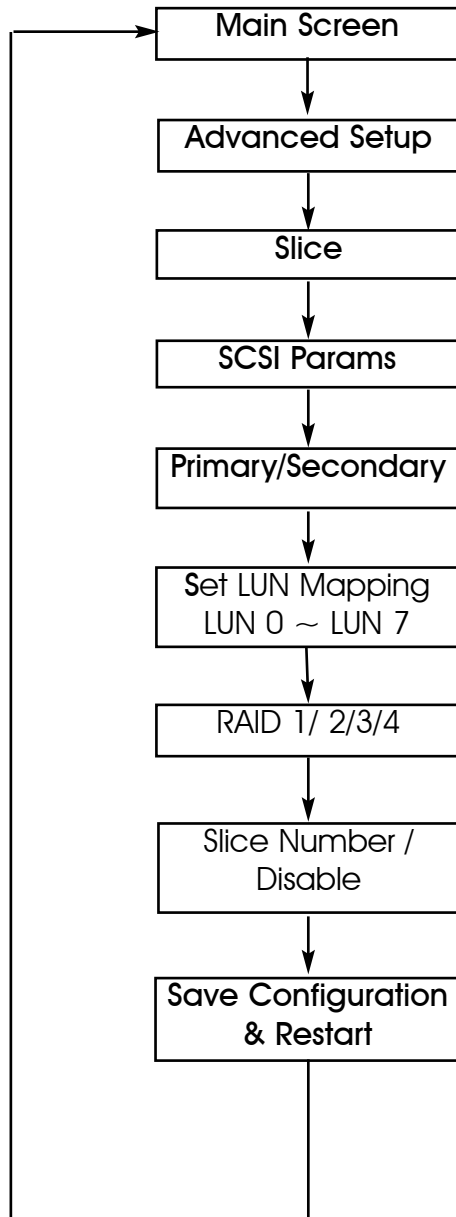 Main Screen
Advanced Setup
Slice
SCSI Params
Primary/Secondary
Set LUN Mapping
LUN 0 ~ LUN 7
RAID 1/ 2/3/4
Slice Number /
Disable
Save Configuration
& Restart